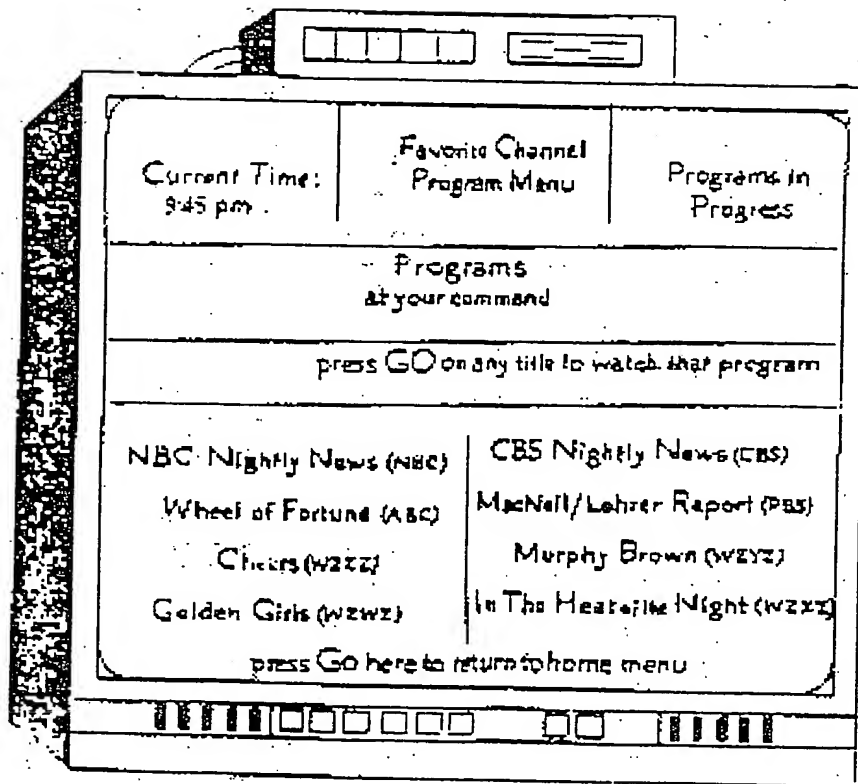 Current Time:
9:45 pm
Favorite Channel
Program Menu
Programs in
Progress
Programs
at your command
press GO on any title to watch that program
NBC Nightly News (NBC)
Wheel of Fortune (ABC)
Cheers (WZXZ)
Golden Girls (WZWZ)
CBS Nightly News (CBS)
MacNeil/Lehrer Report (PBS)
Murphy Brown (WZYZ)
In The Heat of the Night (WZXZ)
press Go here to return to home menu